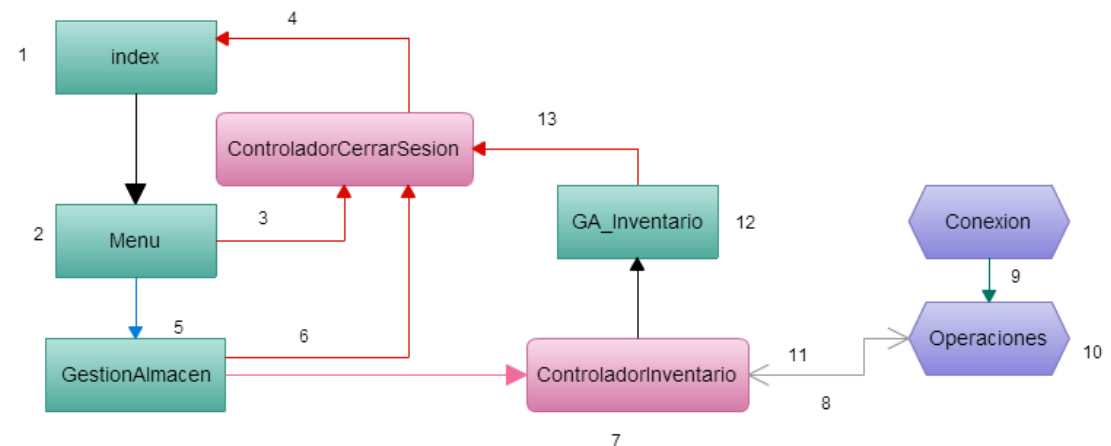 4
1
index
13
ControladorCerrarSesion
2
Menu
3
GA_Inventario
12
Conexion
9
5
6
GestionAlmacen
11
ControladorInventario
8
Operaciones
10
7